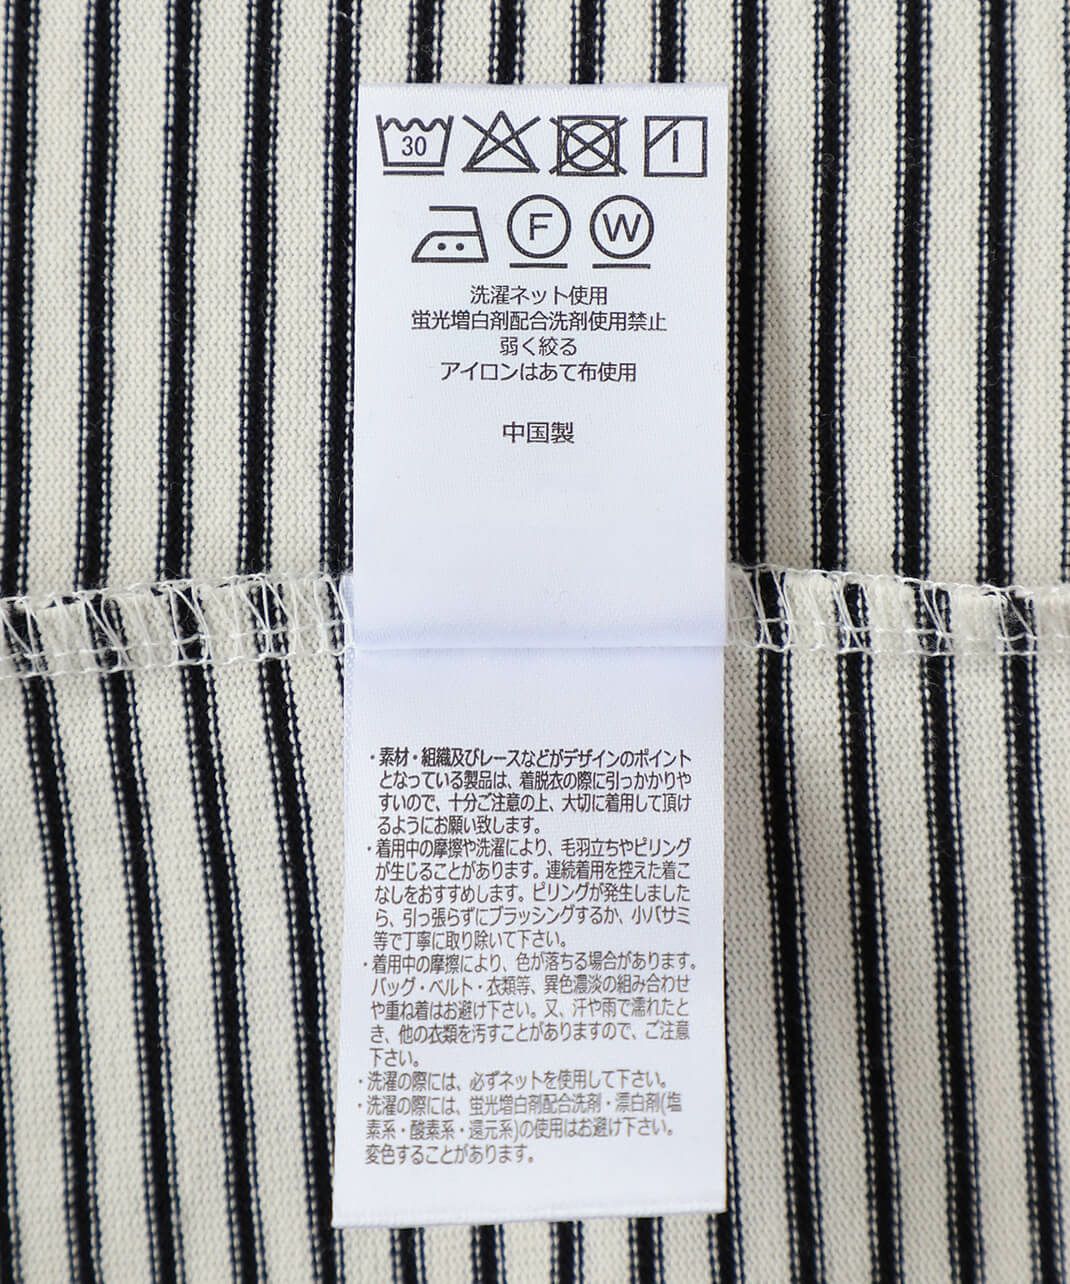 30
F W
洗濯ネット使用
蛍光増白剤配合洗剤使用禁止
弱く絞る
アイロンはあて布使用
中国製
・素材・組織及びレースなどがデザインのポイント
となっている製品は、着脱衣の際に引っかかりや
すいので、十分ご注意の上、大切に着用して頂け
るようにお願い致します。
・着用中の摩擦や洗濯により、毛羽立ちやピリング
が生じることがあります。連続着用を控えた着こ
なしをおすすめします。ピリングが発生しました
ら、引っ張らずにブラッシングするか、小バサミ
等で丁寧に取り除いて下さい。
・着用中の摩擦により、色が落ちる場合があります。
バッグ・ベルト・衣類等、異色濃淡の組み合わせ
や重ね着はお避け下さい。又、汗や雨で濡れたと
き、他の衣類を汚すことがありますので、ご注意
下さい。
・洗濯の際には、必ずネットを使用して下さい。
・洗濯の際には、蛍光増白剤配合洗剤・漂白剤(塩
素系・酸素系・還元系)の使用はお避け下さい。
変色することがあります。